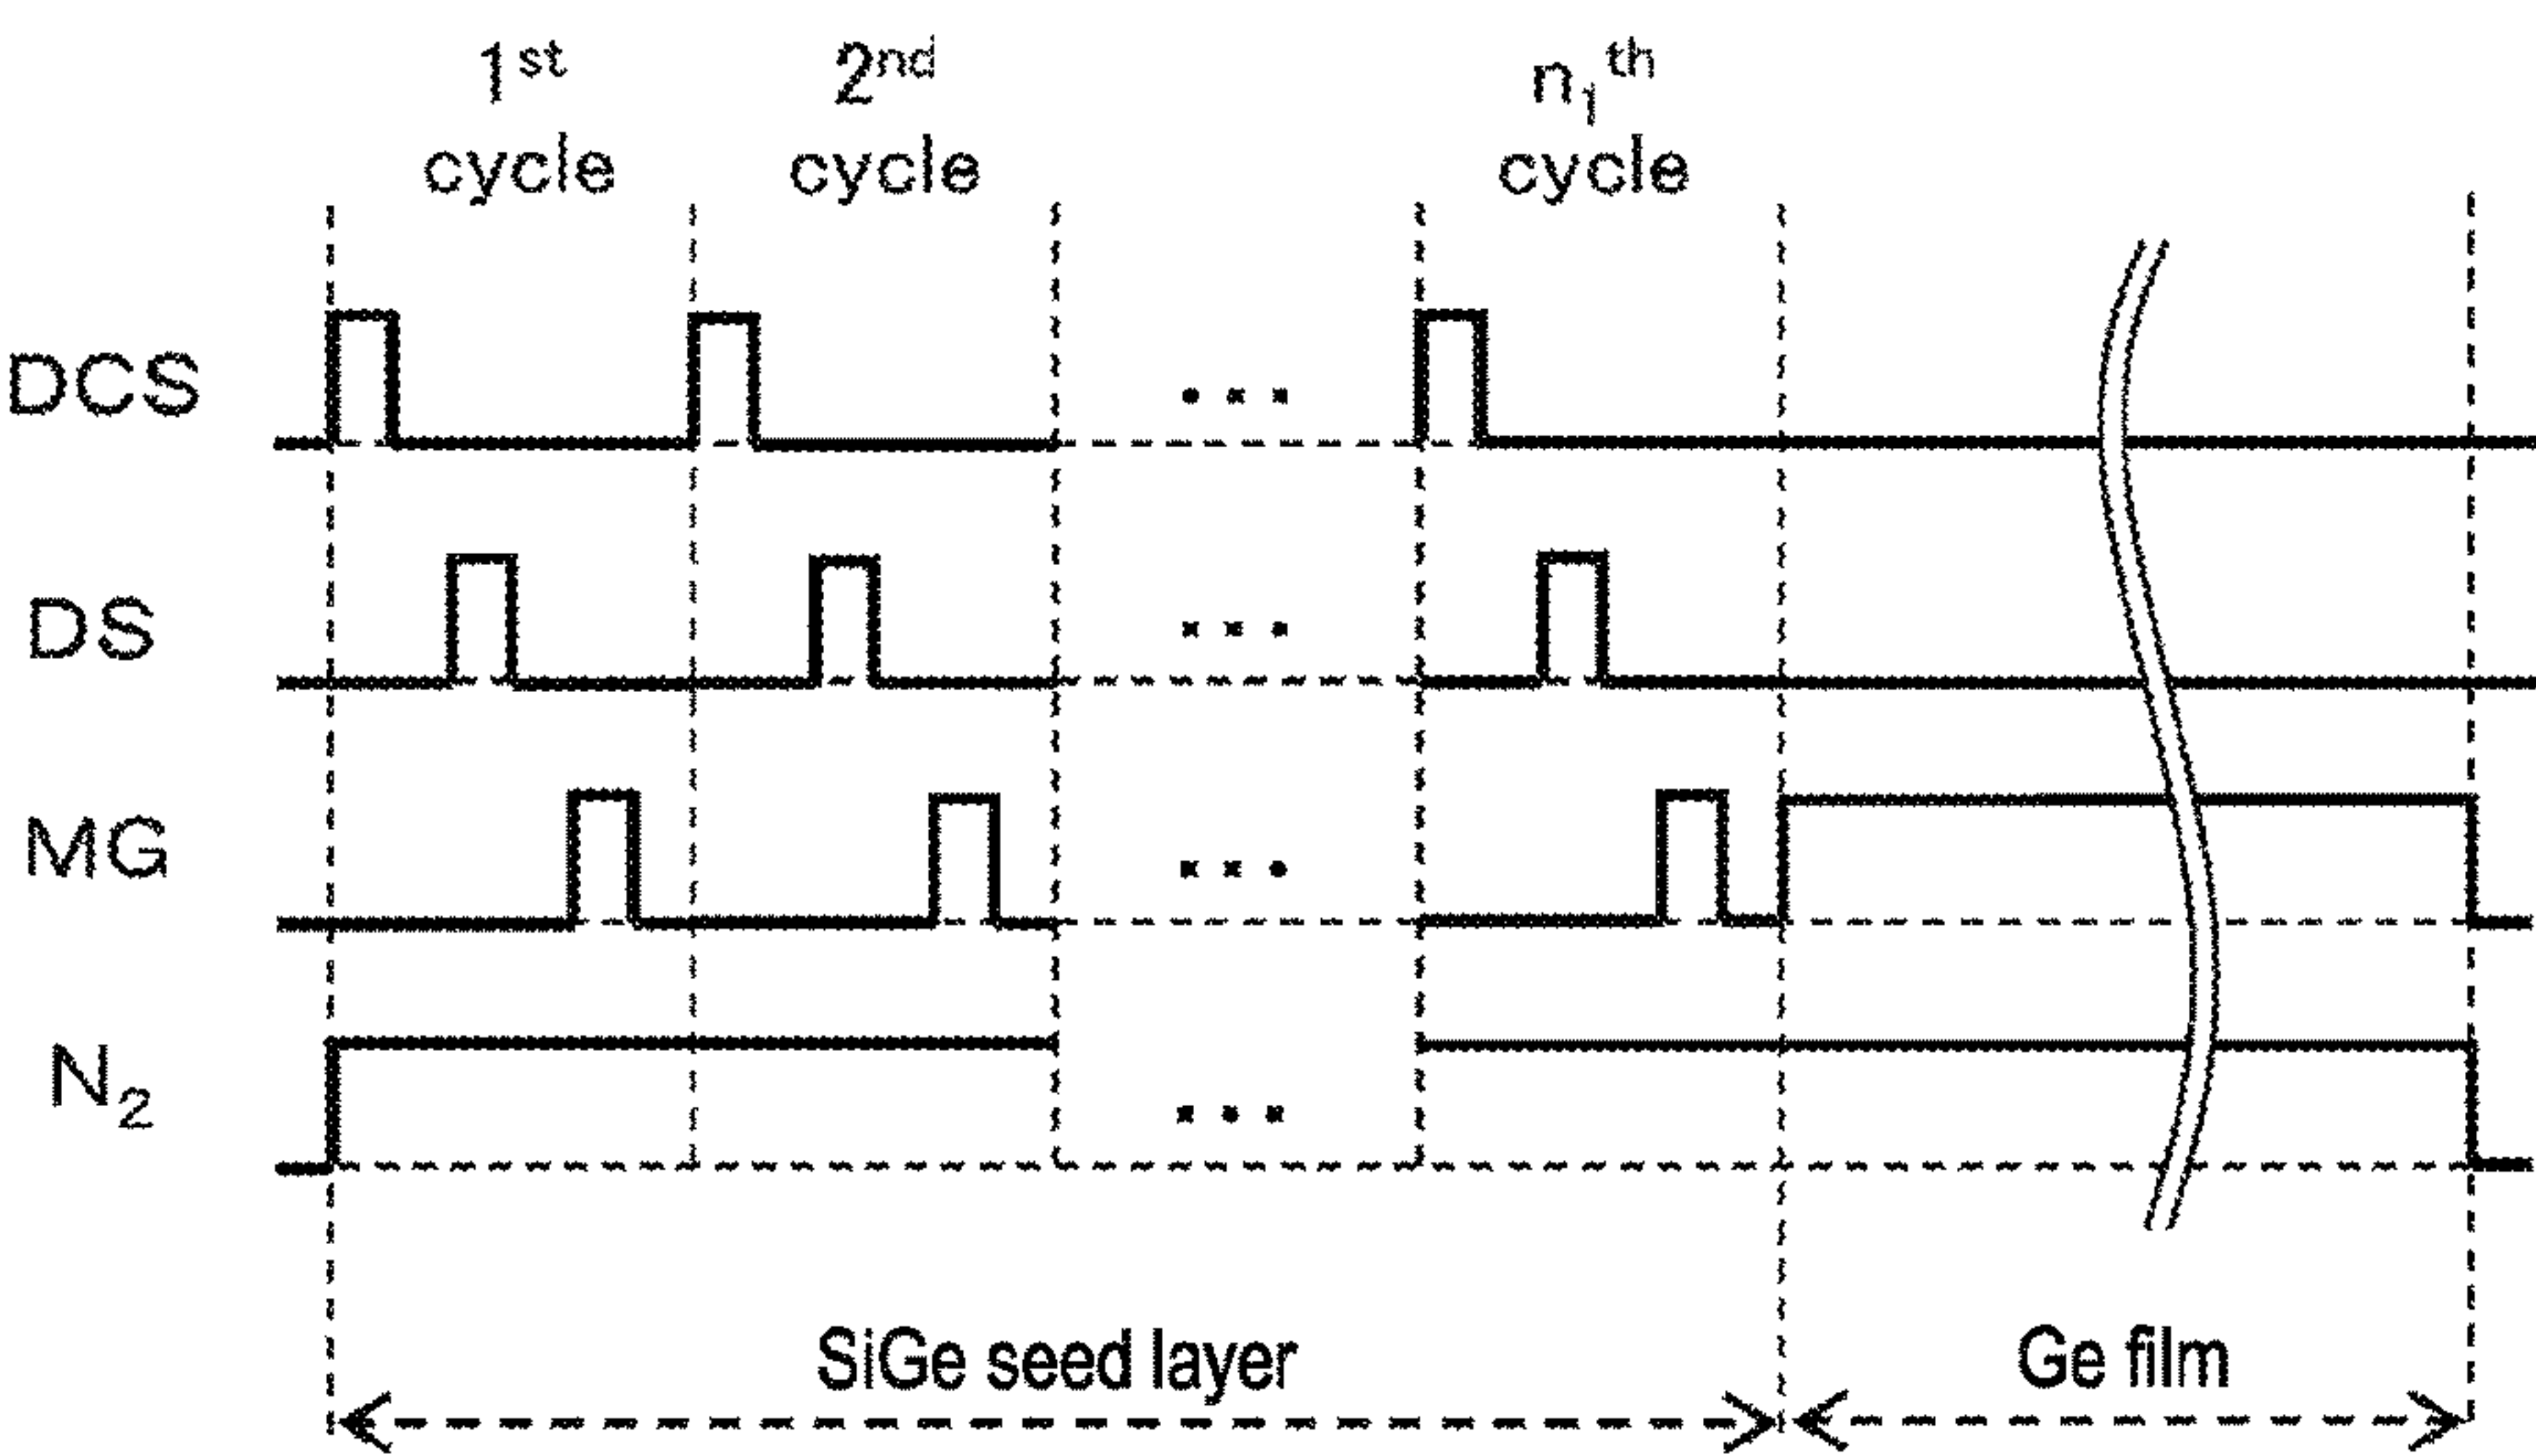 1st cycle
2nd cycle
n1th cycle
DCS
...
DS
...
MG
...
N2
...
SiGe seed layer
Ge film